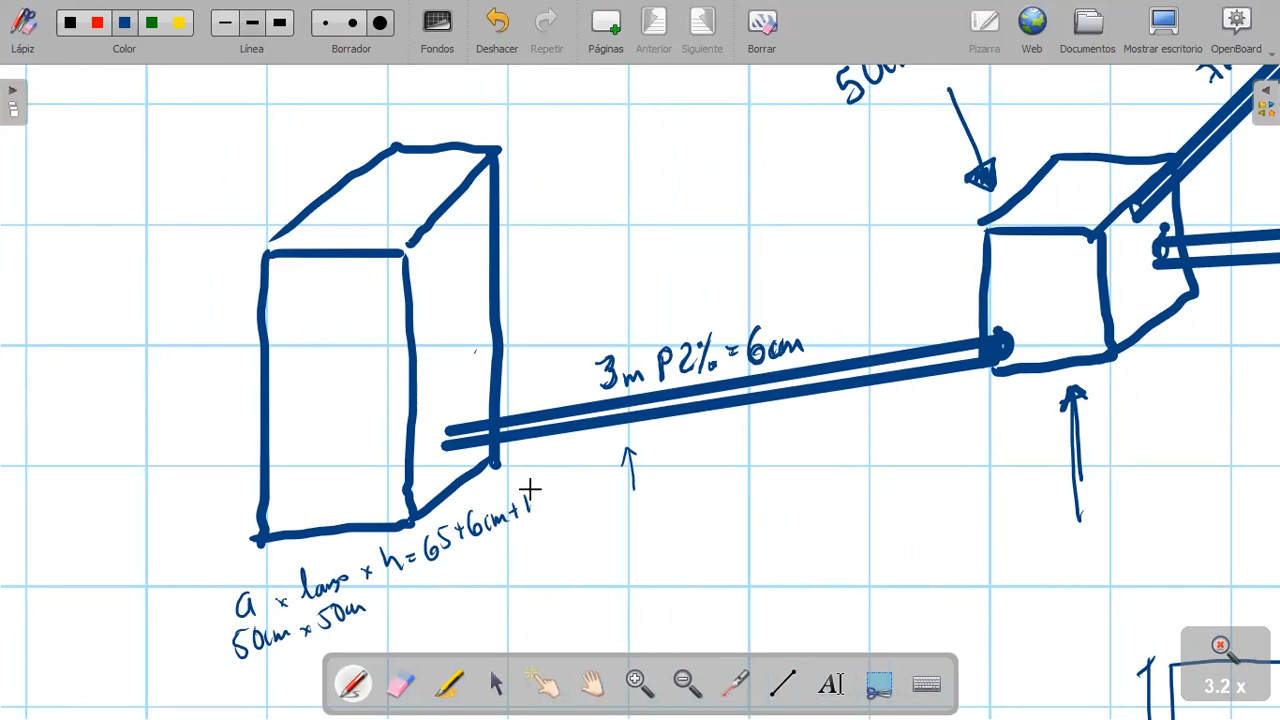 Lápiz
Color
Línea
Borrador
Fondos
Deshacer
Repetir
Páginas
Anterior
Siguiente
Borrar
Pizarra
Web
Documentos
Mostrar escritorio
OpenBoard
3m P2% = 6cm
a x largo x h = 65+6cm+1
50cm x 50cm
3.2 x